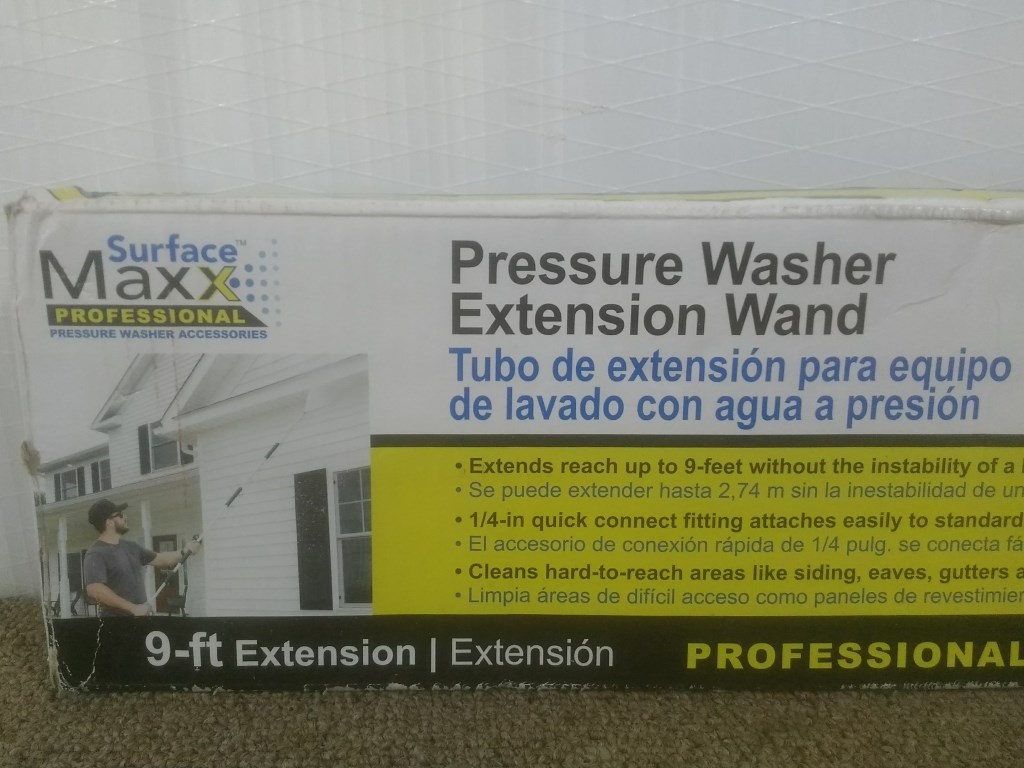 Surface™
Maxx
PROFESSIONAL
PRESSURE WASHER ACCESSORIES
Pressure Washer
Extension Wand
Tubo de extensión para equipo
de lavado con agua a presión
• Extends reach up to 9-feet without the instability of a
• Se puede extender hasta 2,74 m sin la inestabilidad de un
• 1/4-in quick connect fitting attaches easily to standard
• El accesorio de conexión rápida de 1/4 pulg. se conecta
• Cleans hard-to-reach areas like siding, eaves, gutters
• Limpia áreas de difícil acceso como paneles de
9-ft Extension | Extensión
PROFESSIONAL